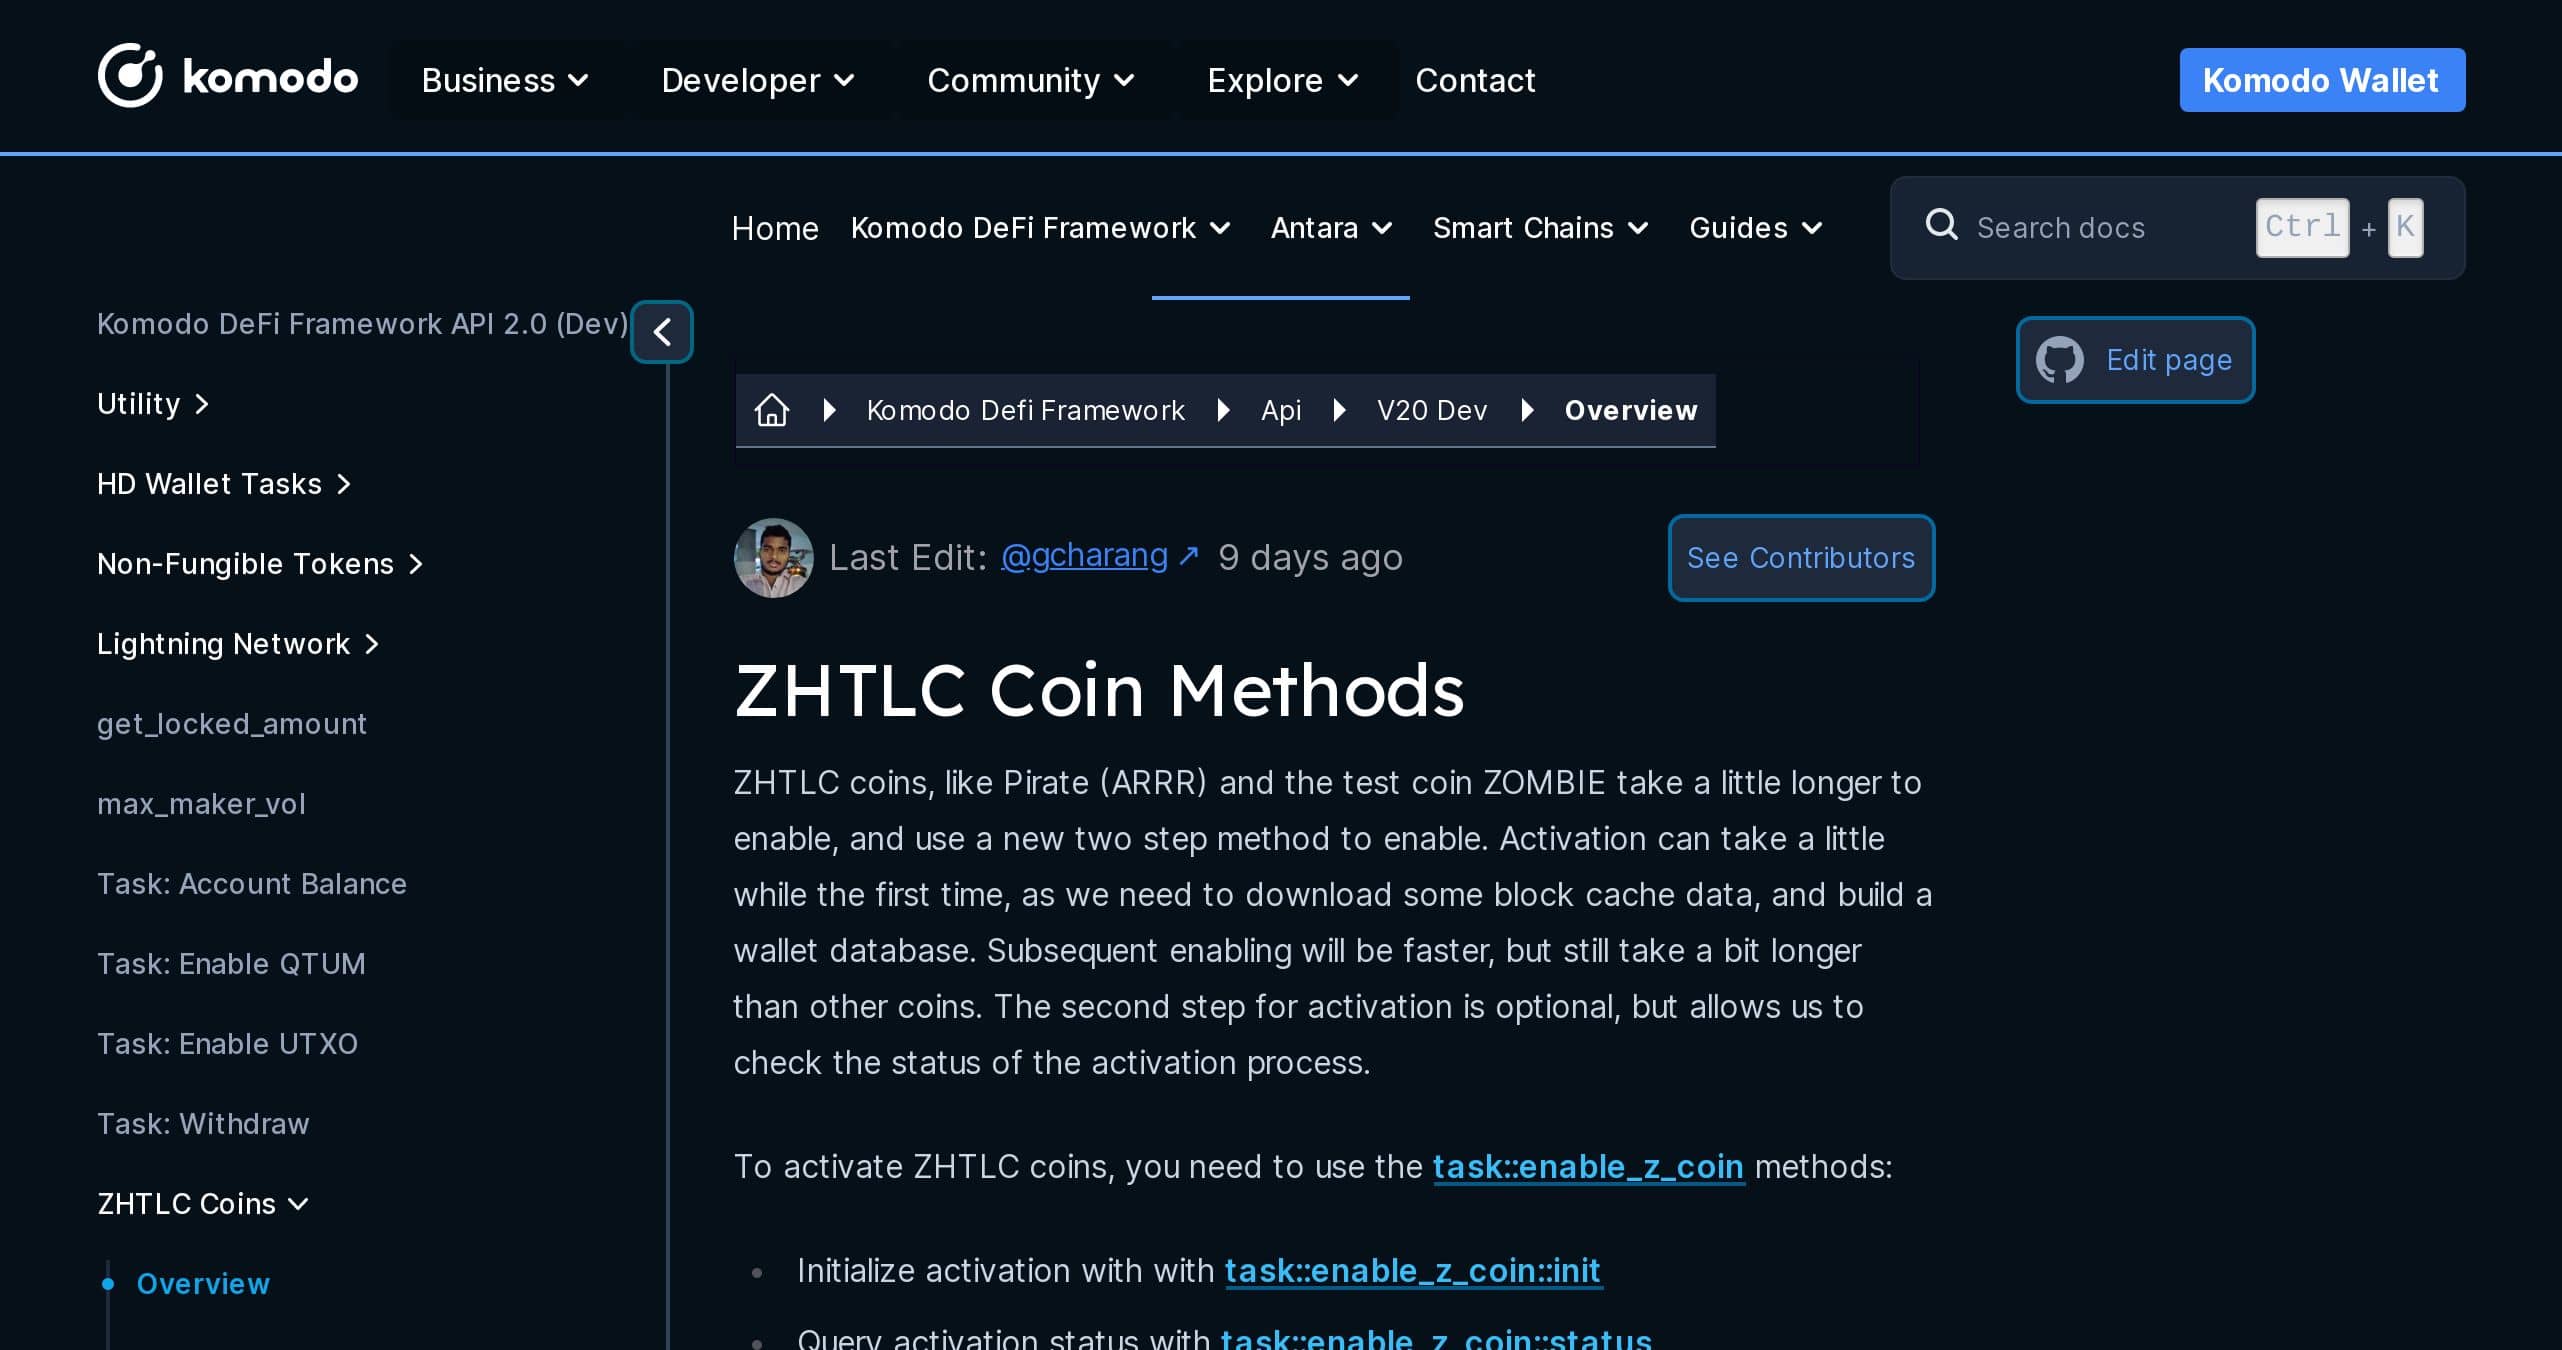 komodo
Business
Developer
Community
Explore
Contact
Komodo Wallet
Home
Komodo DeFi Framework
Antara
Smart Chains
Guides
Search docs
Ctrl + K
Komodo DeFi Framework API 2.0 (Dev)
Utility
HD Wallet Tasks
Non-Fungible Tokens
Lightning Network
get_locked_amount
max_maker_vol
Task: Account Balance
Task: Enable QTUM
Task: Enable UTXO
Task: Withdraw
ZHTLC Coins
Overview
Edit page
Komodo Defi Framework
Api
V20 Dev
Overview
Last Edit: @gcharang ↗ 9 days ago
See Contributors
ZHTLC Coin Methods
ZHTLC coins, like Pirate (ARRR) and the test coin ZOMBIE take a little longer to
enable, and use a new two step method to enable. Activation can take a little
while the first time, as we need to download some block cache data, and build a
wallet database. Subsequent enabling will be faster, but still take a bit longer
than other coins. The second step for activation is optional, but allows us to
check the status of the activation process.
To activate ZHTLC coins, you need to use the task::enable_z_coin methods:
Initialize activation with with task::enable_z_coin::init
Query activation status with task::enable_z_coin::status